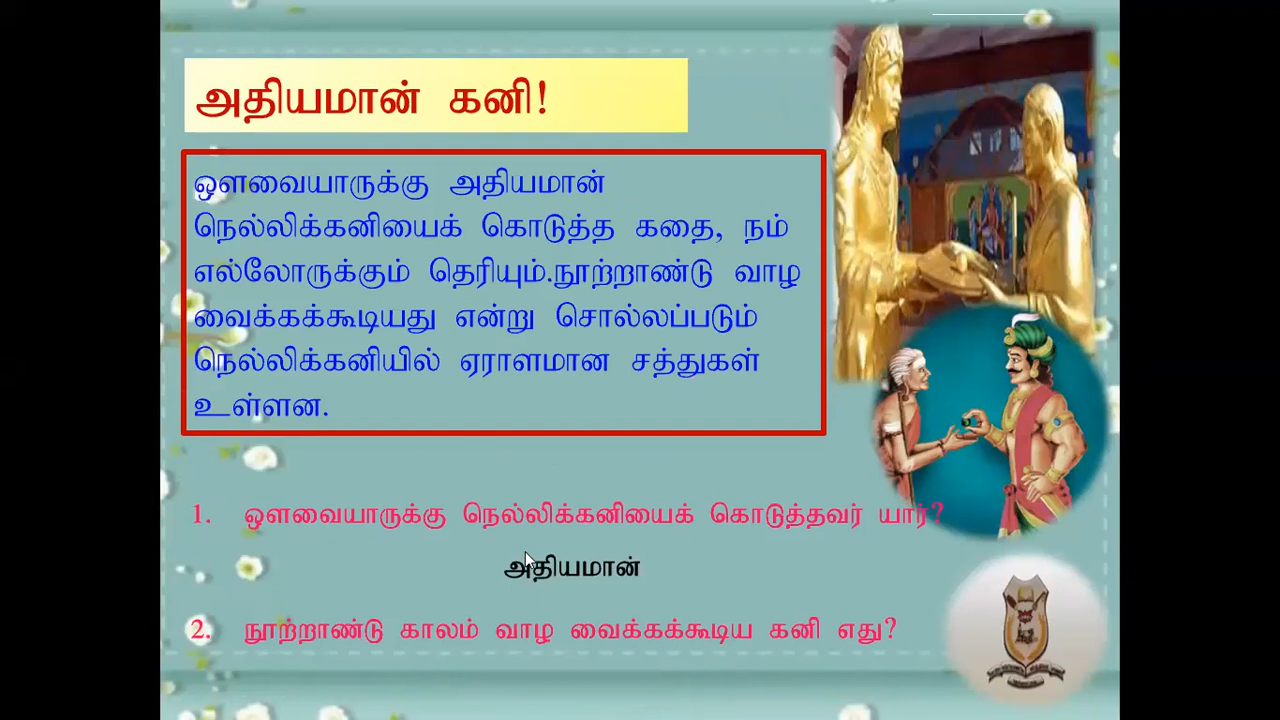 அதியமான் கனி!
ஔவையாருக்கு அதியமான்
நெல்லிக்கனியைக் கொடுத்த கதை, நம்
எல்லோருக்கும் தெரியும்.நூற்றாண்டு வாழ
வைக்கக்கூடியது என்று சொல்லப்படும்
நெல்லிக்கனியில் ஏராளமான சத்துகள்
உள்ளன.
1. ஔவையாருக்கு நெல்லிக்கனியைக் கொடுத்தவர் யார்?
அதியமான்
2. நூற்றாண்டு காலம் வாழ வைக்கக்கூடிய கனி எது?